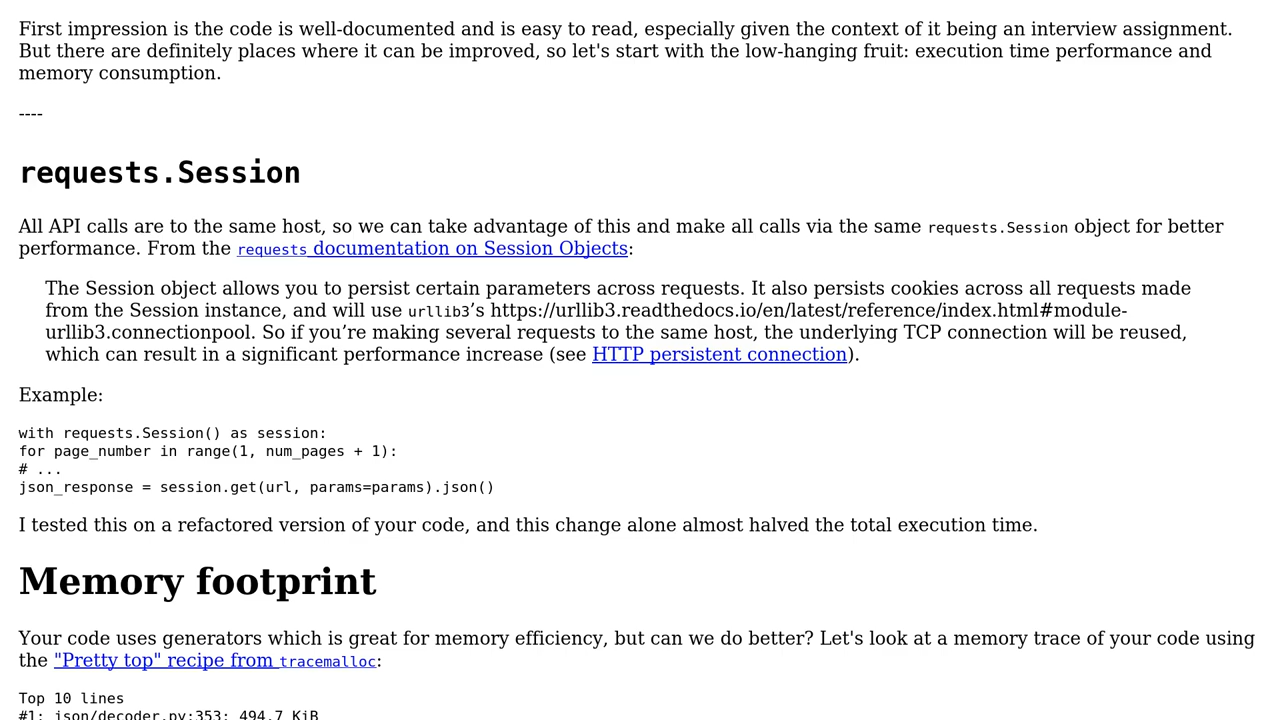 First impression is the code is well-documented and is easy to read, especially given the context of it being an interview assignment.
But there are definitely places where it can be improved, so let's start with the low-hanging fruit: execution time performance and
memory consumption.
----
requests.Session
All API calls are to the same host, so we can take advantage of this and make all calls via the same requests.Session object for better
performance. From the requests documentation on Session Objects:
The Session object allows you to persist certain parameters across requests. It also persists cookies across all requests made
from the Session instance, and will use urllib3’s https://urllib3.readthedocs.io/en/latest/reference/index.html#module-
urllib3.connectionpool. So if you’re making several requests to the same host, the underlying TCP connection will be reused,
which can result in a significant performance increase (see HTTP persistent connection).
Example:
with requests.Session() as session:
for page_number in range(1, num_pages + 1):
# ...
json_response = session.get(url, params=params).json()
I tested this on a refactored version of your code, and this change alone almost halved the total execution time.
Memory footprint
Your code uses generators which is great for memory efficiency, but can we do better? Let's look at a memory trace of your code using
the "Pretty top" recipe from tracemalloc:
Top 10 lines
#1: json/decoder.py:353: 494.7 KiB